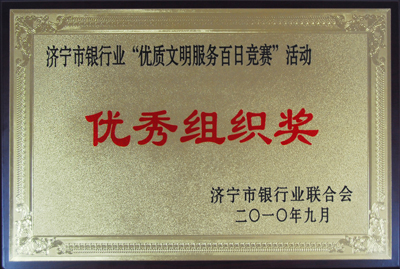 济宁市银行业“优质文明服务百日竞赛”活动
优秀组织奖
济宁市银行业联合会
二〇一〇年九月